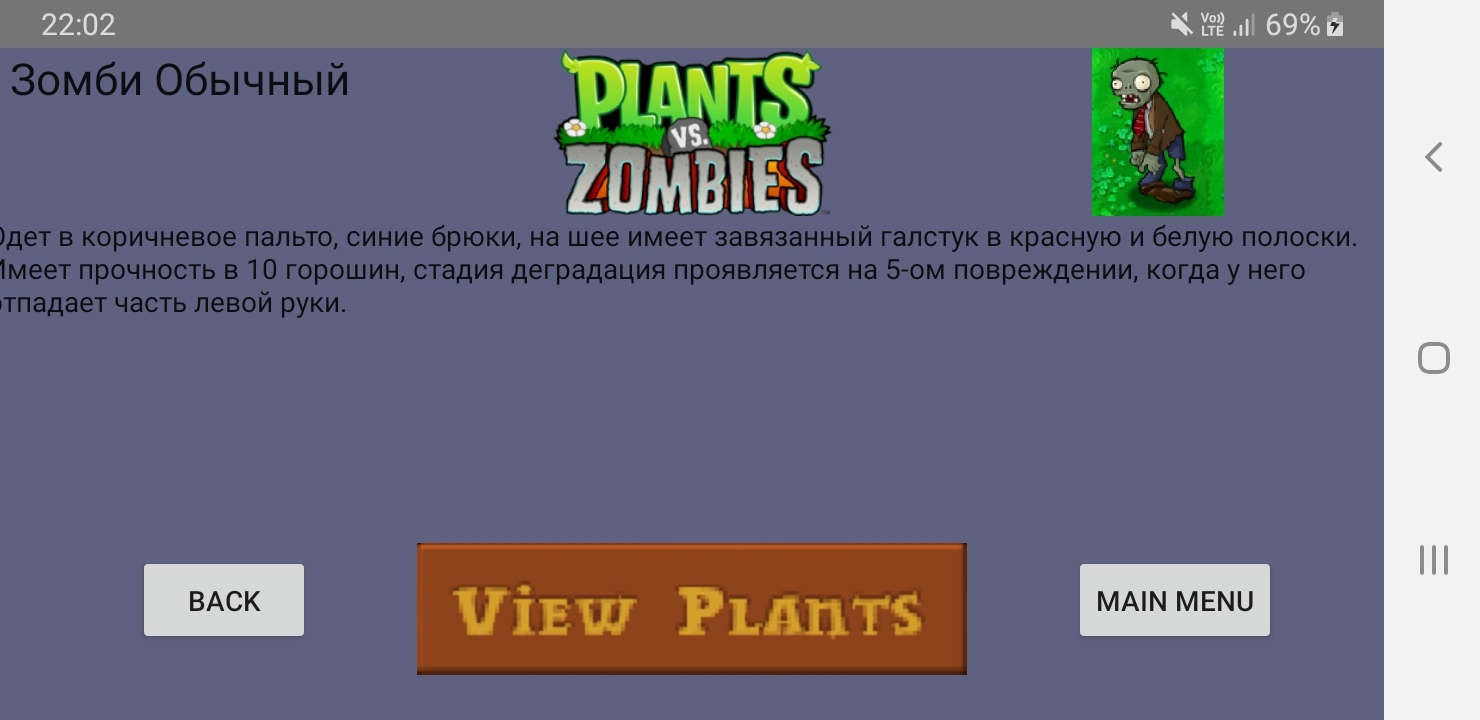 22:02
Vo)) LTE 69%
Зомби Обычный
PLANTS
VS.
ZOMBIES
Одет в коричневое пальто, синие брюки, на шее имеет завязанный галстук в красную и белую полоски.
Имеет прочность в 10 горошин, стадия деградация проявляется на 5-ом повреждении, когда у него
отпадает часть левой руки.
BACK
View Plants
MAIN MENU